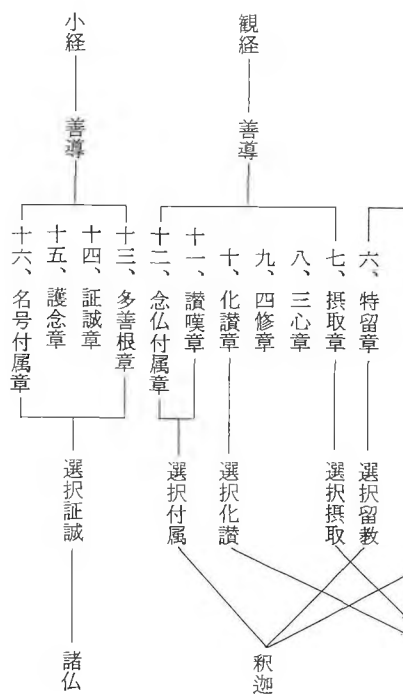 六、特留章
選択留教
観経
善導
七、摂取章
八、三心章
九、四修章
十、化讃章
十一、讃嘆章
十二、念仏付属章
選択摂取
選択化讃
選択付属
釈迦
小経
善導
十三、多善根章
十四、証誠章
十五、護念章
十六、名号付属章
選択証誠
諸仏